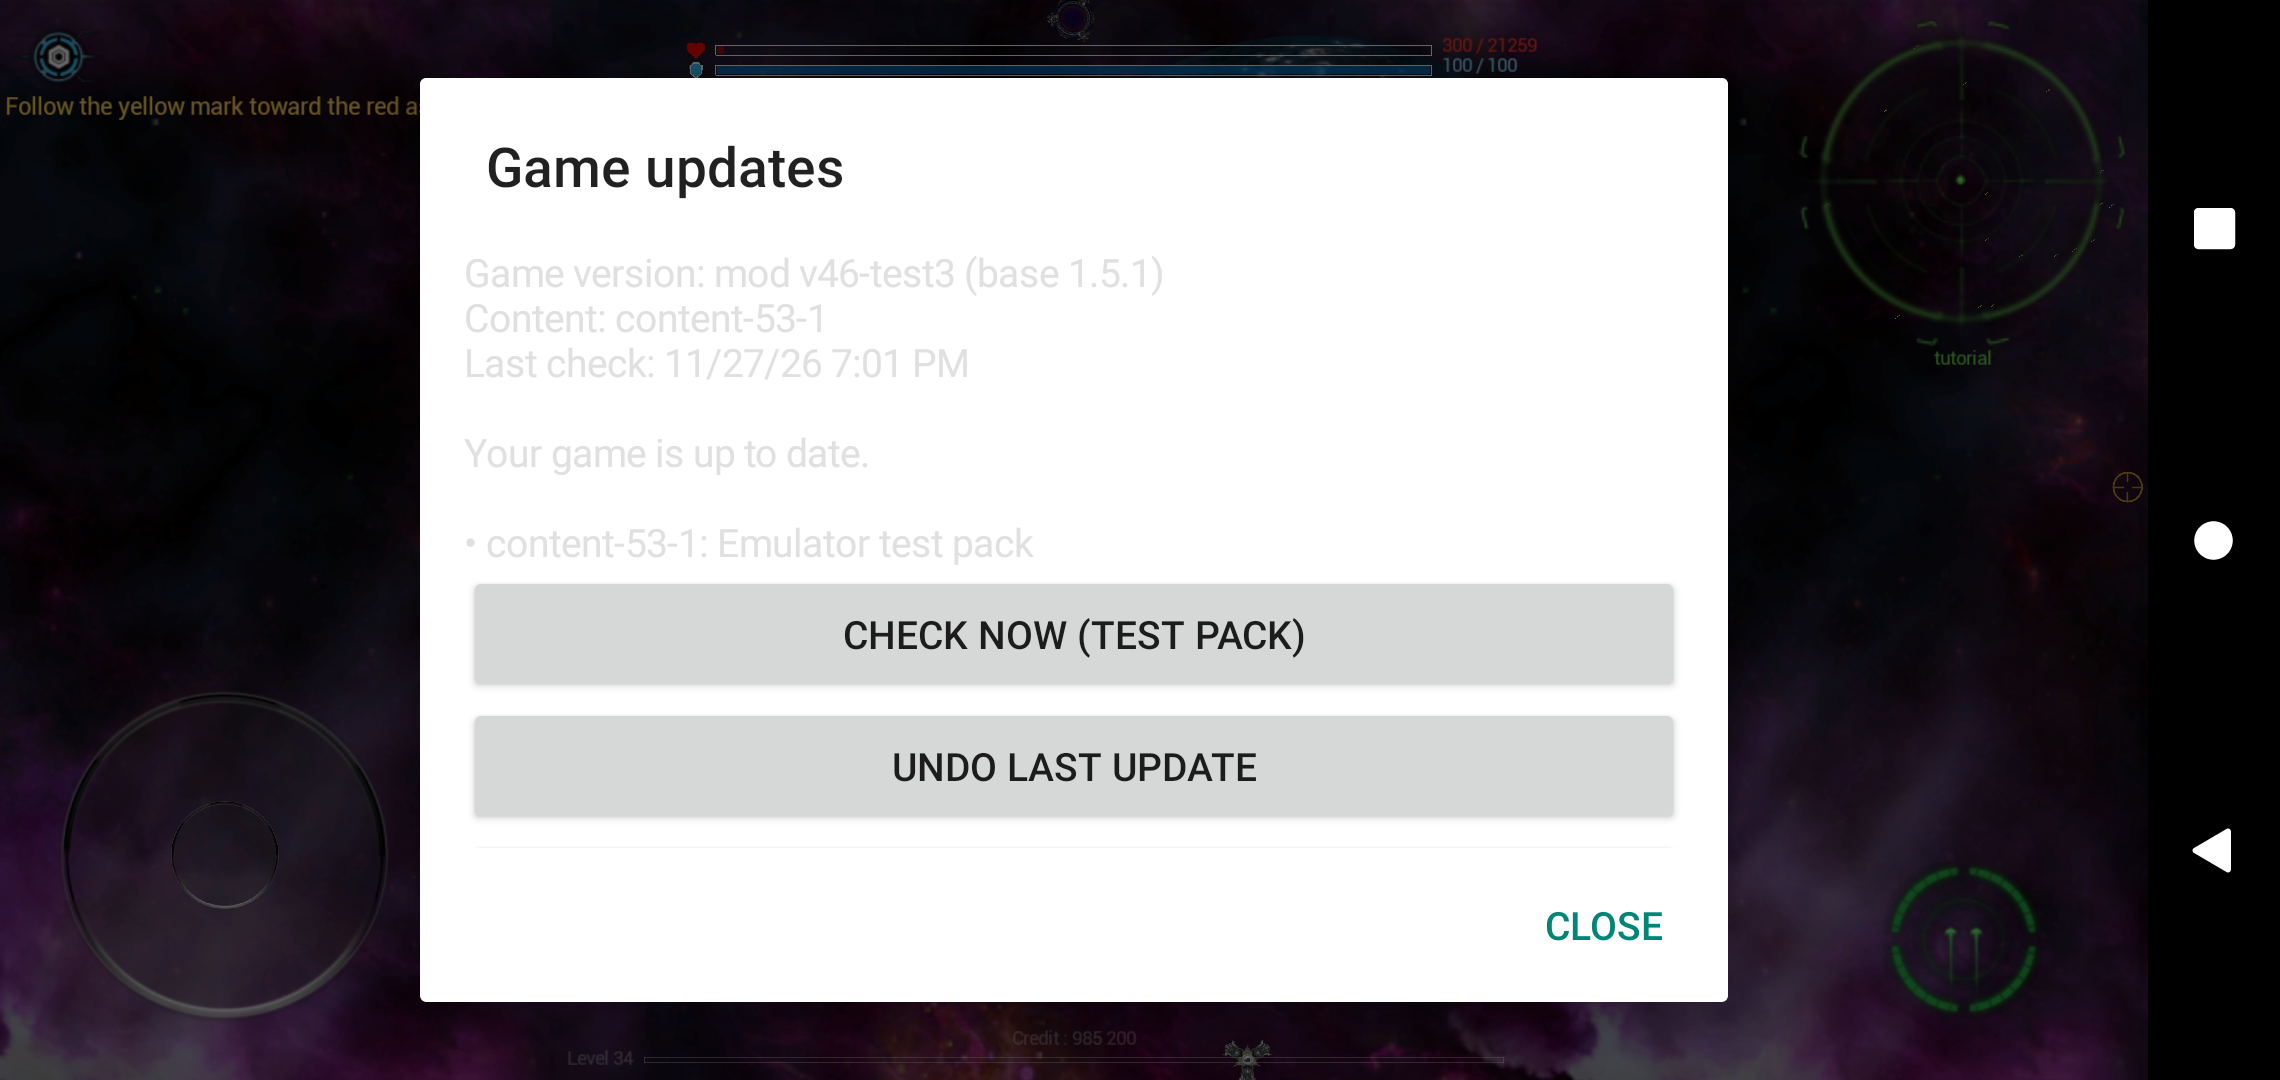 300 / 21259
100 / 100
Follow the yellow mark toward the red a
Game updates
Game version: mod v46-test3 (base 1.5.1)
Content: content-53-1
Last check: 11/27/26 7:01 PM
Your game is up to date.
• content-53-1: Emulator test pack
CHECK NOW (TEST PACK)
UNDO LAST UPDATE
CLOSE
tutorial
Credit : 985 200
Level 34